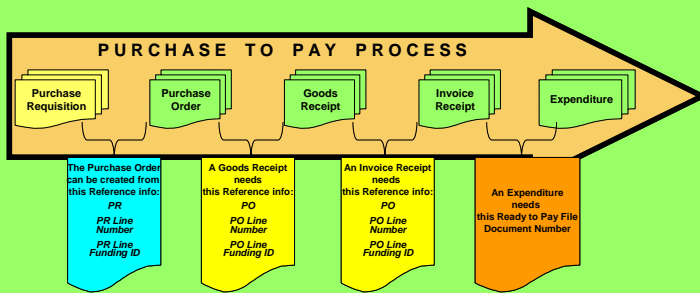 PURCHASE TO PAY PROCESS
Purchase
Requisition
Purchase
Order
Goods
Receipt
Invoice
Receipt
Expenditure
The Purchase Order
can be created from
this Reference info:
PR
PR Line
Number
PR Line
Funding ID
A Goods Receipt
needs
this Reference info:
PO
PO Line
Number
PO Line
Funding ID
An Invoice Receipt
needs
this Reference info:
PO
PO Line
Number
PO Line
Funding ID
An Expenditure
needs
this Ready to Pay File
Document Number